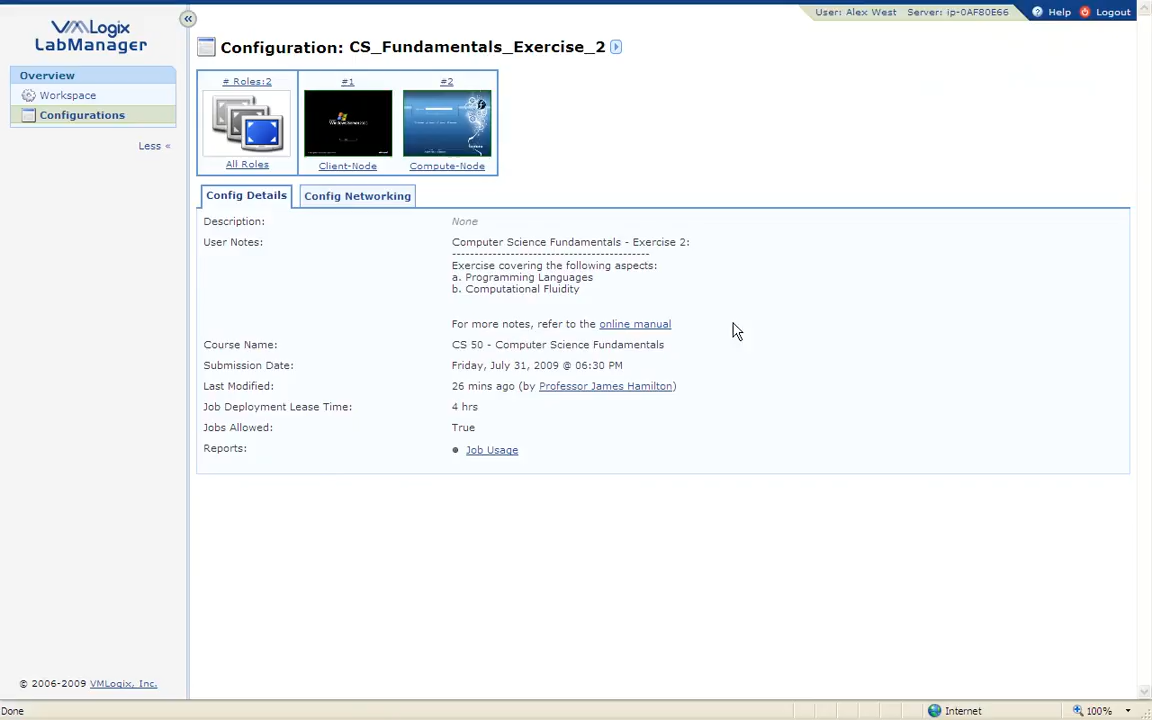 User: Alex West Server: ip-0AF80E66 Help Logout
VMLogix
LabManager
Overview
Workspace
Configurations
Less «
Configuration: CS_Fundamentals_Exercise_2
# Roles:2 #1 #2
All Roles Client-Node Compute-Node
Config Details Config Networking
Description: None
User Notes: Computer Science Fundamentals - Exercise 2:
-------------------------------------------
Exercise covering the following aspects:
a. Programming Languages
b. Computational Fluidity
For more notes, refer to the online manual
Course Name: CS 50 - Computer Science Fundamentals
Submission Date: Friday, July 31, 2009 @ 06:30 PM
Last Modified: 26 mins ago (by Professor James Hamilton)
Job Deployment Lease Time: 4 hrs
Jobs Allowed: True
Reports: Job Usage
© 2006-2009 VMLogix, Inc.
Done Internet 100%